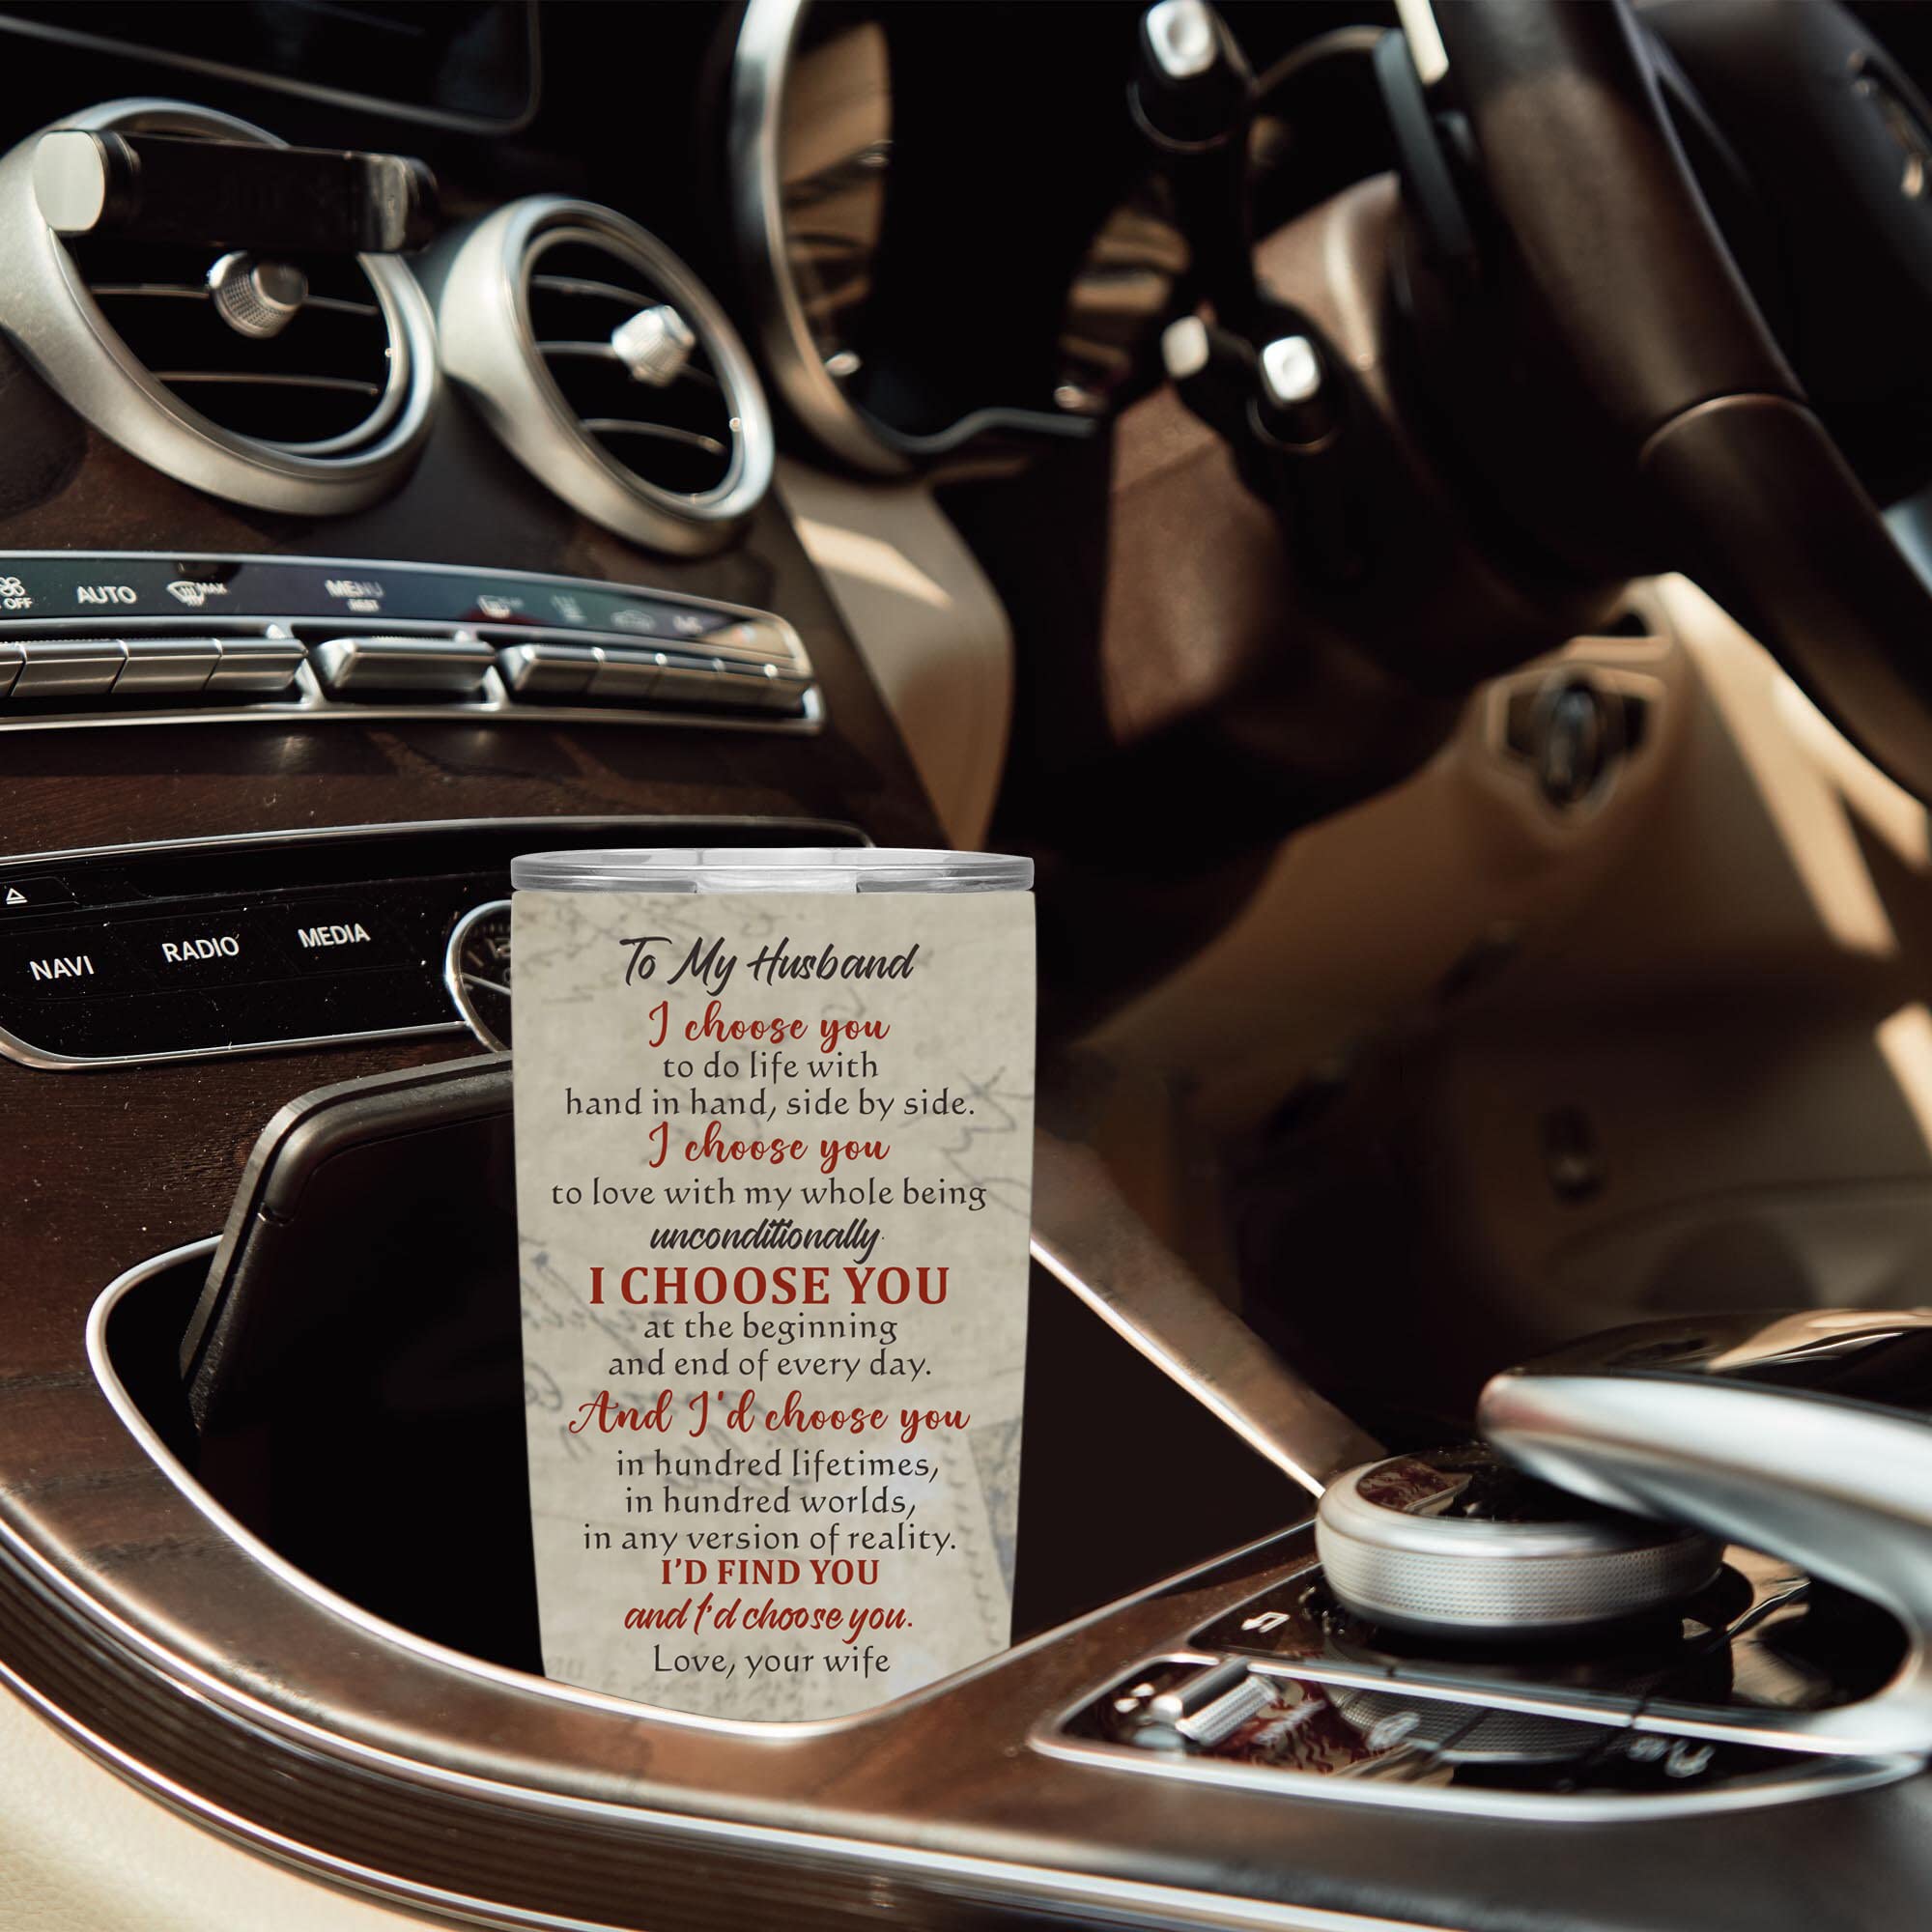 OFF AUTO MAX MENU
REST
NAVI RADIO MEDIA
To My Husband
I choose you
to do life with
hand in hand, side by side.
I choose you
to love with my whole being
unconditionally.
I CHOOSE YOU
at the beginning
and end of every day.
And I'd choose you
in hundred lifetimes,
in hundred worlds,
in any version of reality.
I'D FIND YOU
and I'd choose you.
Love, your wife